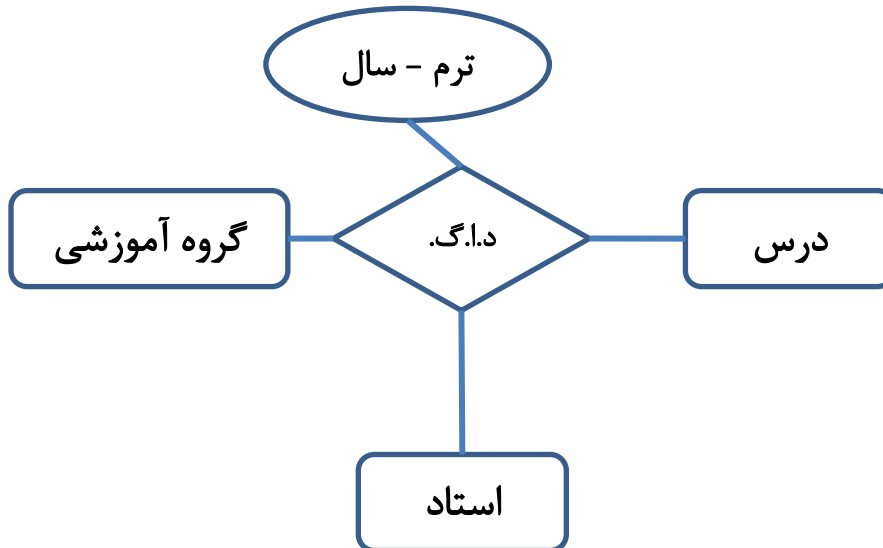 ترم - سال
درس
د.ا.گ.
گروه آموزشی
استاد